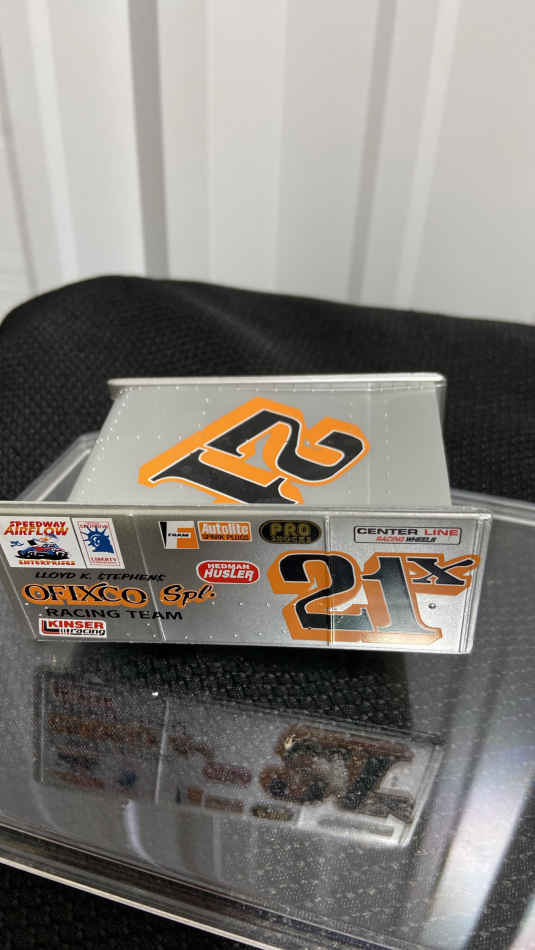 21
SPEEDWAY
AIRFLOW
ENTERPRISES
LIBERTY
FRAM
Autolite
SPARK PLUGS
PRO
SHOCKS
CENTER LINE
RACING WHEELS
LLOYD K. STEPHENS
OFIXCO Spl.
RACING TEAM
HEDMAN
HUSLER
21X
KINSER
racing